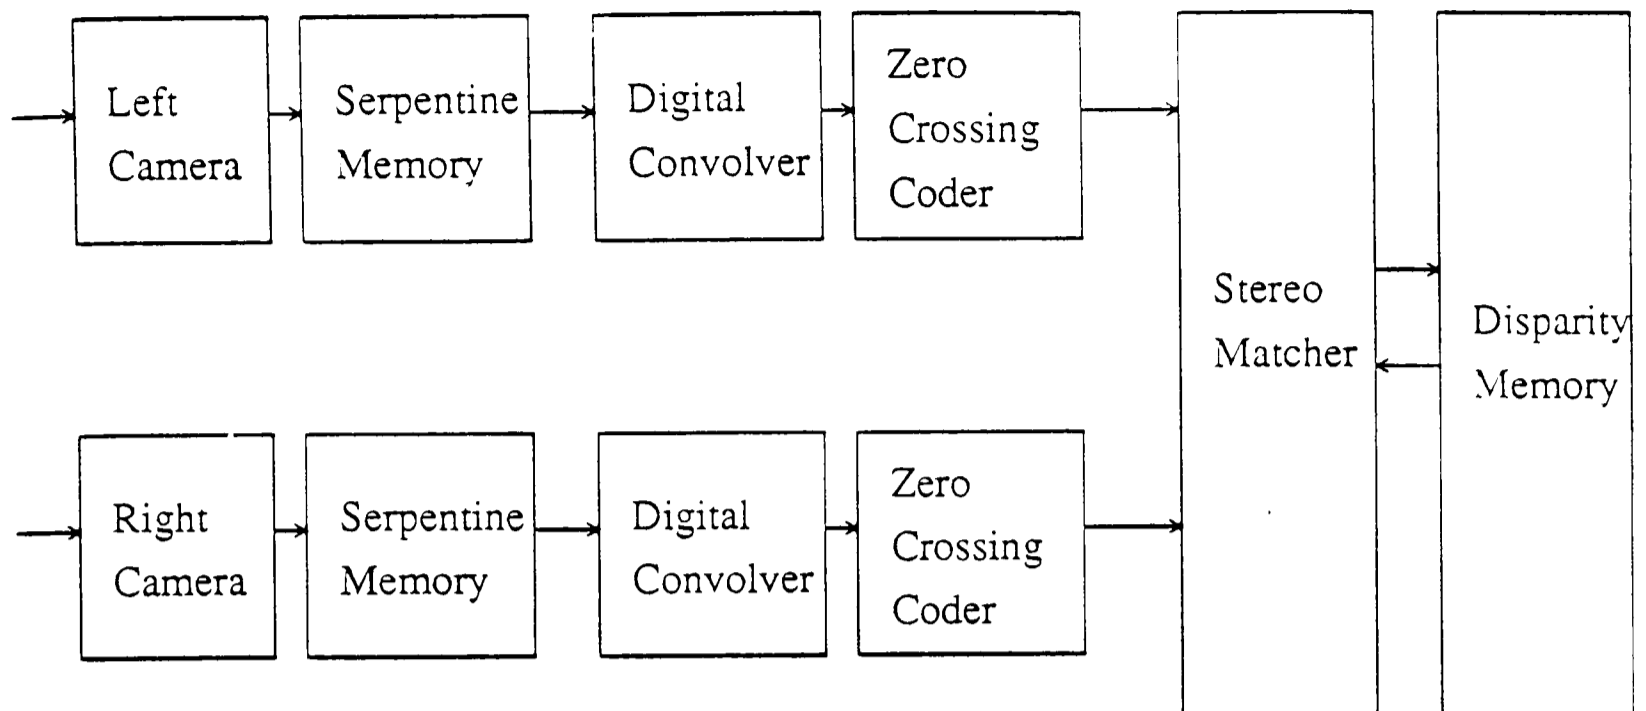 Left
Camera
Serpentine
Memory
Digital
Convolver
Zero
Crossing
Coder
Right
Camera
Serpentine
Memory
Digital
Convolver
Zero
Crossing
Coder
Stereo
Matcher
Disparity
Memory